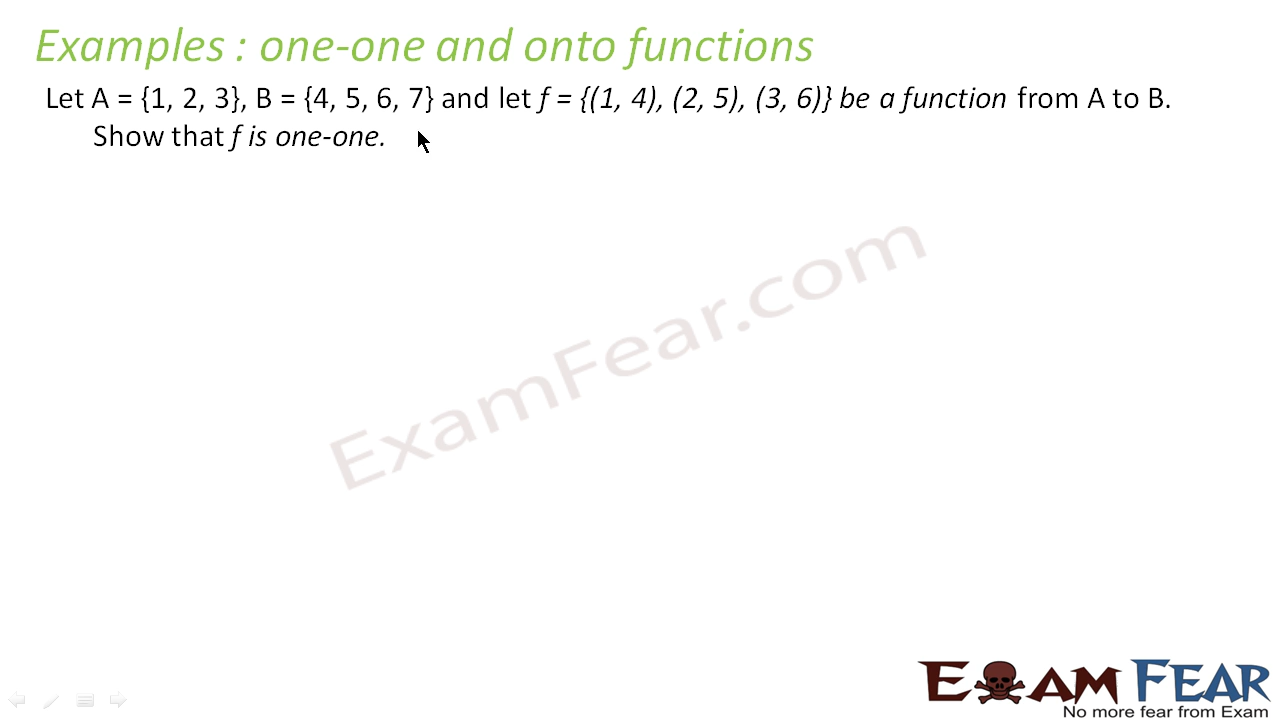 Examples : one-one and onto functions
Let A = {1, 2, 3}, B = {4, 5, 6, 7} and let f = {(1, 4), (2, 5), (3, 6)} be a function from A to B.
Show that f is one-one.
ExamFear.com
EXAM FEAR
No more fear from Exam